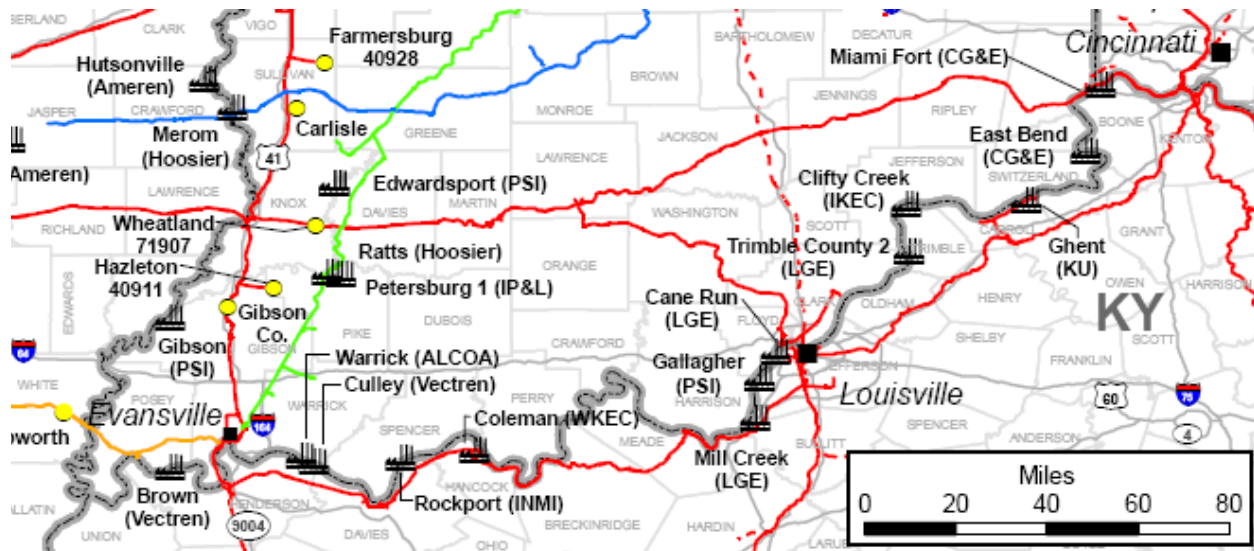 CLARK
VIGO
DECATUR
BARTHOLOMEW
Farmersburg
40928
Cincinnati
Hutsonville
(Ameren)
SULLIVAN
Miami Fort (CG&E)
BROWN
JENNINGS
RIPLEY
JASPER
CRAWFORD
MONROE
BOONE
Merom
(Hoosier)
Carlisle
GREENE
JACKSON
East Bend
(CG&E)
KENTON
41
LAWRENCE
JEFFERSON
SWITZERLAND
Ameren)
LAWRENCE
KNOX
Edwardsport (PSI)
MARTIN
DAVIES
Clifty Creek
(IKEC)
Wheatland
71907
RICHLAND
WASHINGTON
SCOTT
CARROLL
GRANT
Ratts (Hoosier)
Trimble County 2
(LGE)
TRIMBLE
Ghent
(KU)
Hazleton
40911
ORANGE
OWEN
HARRISON
Petersburg 1 (IP&L)
Cane Run
(LGE)
CLARK
OLDHAM
HENRY
KY
EDWARDS
Gibson
Co.
PIKE
DUBOIS
FLOYD
SHELBY
SCOTT
Gibson
(PSI)
GIBSON
CRAWFORD
64
Warrick (ALCOA)
Gallagher
(PSI)
JEFFERSON
FRANKLIN
WHITE
Culley (Vectren)
PERRY
HARRISON
Louisville
60
75
POSEY
Evansville
164
WARRICK
SPENCER
Coleman (WKEC)
MEADE
BULLITT
SPENCER
ANDERSON
4
pworth
Mill Creek
(LGE)
Miles
Brown
(Vectren)
HENDERSON
HANCOCK
Rockport (INMI)
0 20 40 60 80
UNION
9004
DAVIES
OHIO
BRECKINRIDGE
HARDIN